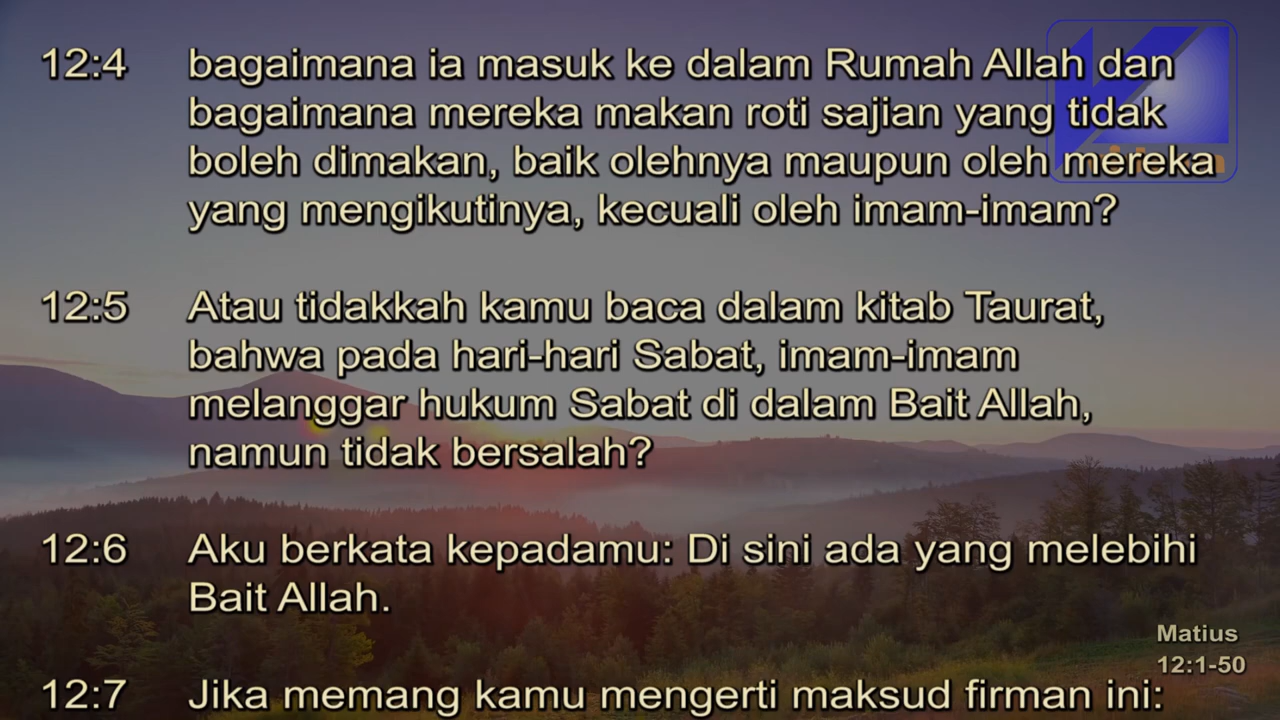 12:4 bagaimana ia masuk ke dalam Rumah Allah dan
bagaimana mereka makan roti sajian yang tidak
boleh dimakan, baik olehnya maupun oleh mereka
yang mengikutinya, kecuali oleh imam-imam?
12:5 Atau tidakkah kamu baca dalam kitab Taurat,
bahwa pada hari-hari Sabat, imam-imam
melanggar hukum Sabat di dalam Bait Allah,
namun tidak bersalah?
12:6 Aku berkata kepadamu: Di sini ada yang melebihi
Bait Allah.
Matius
12:1-50
12:7 Jika memang kamu mengerti maksud firman ini: